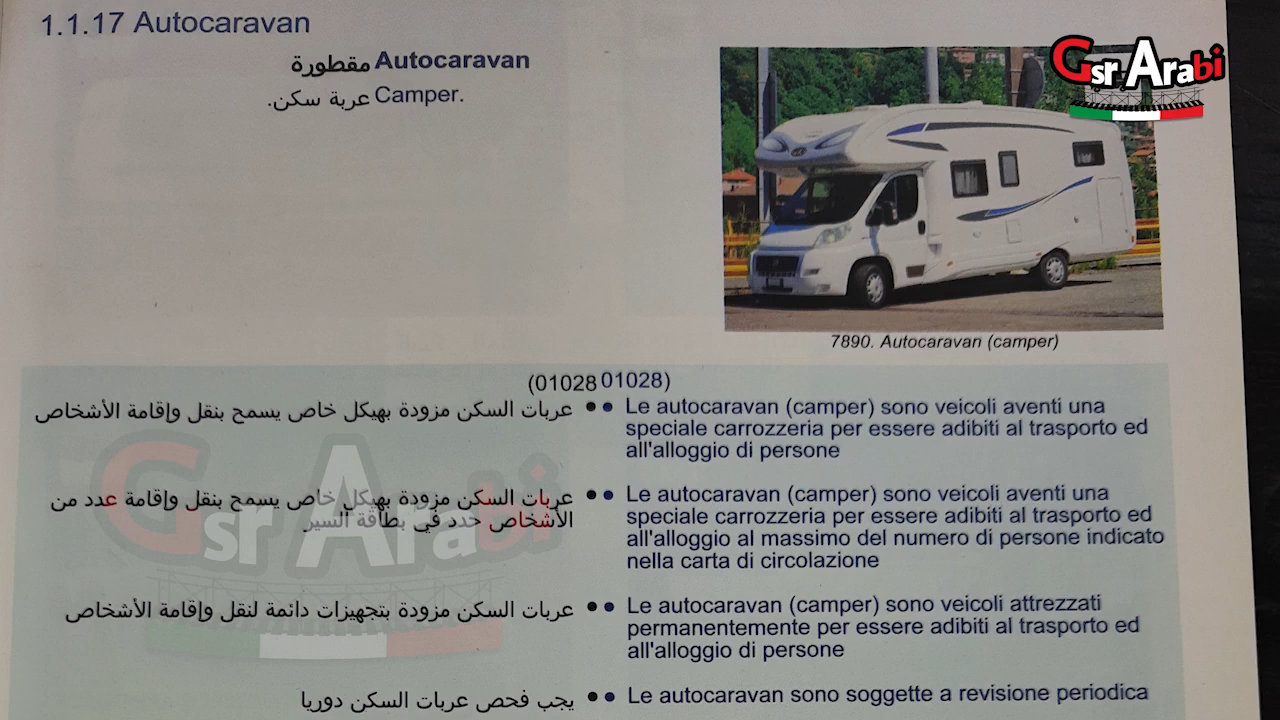 1.1.17 Autocaravan
Autocaravan مقطورة
Camper. عربة سكن.
Gsr Arabi
7890. Autocaravan (camper)
(01028 01028)
Le autocaravan (camper) sono veicoli aventi una
speciale carrozzeria per essere adibiti al trasporto ed
all'alloggio di persone
عربات السكن مزودة بهيكل خاص يسمح بنقل وإقامة الأشخاص
Le autocaravan (camper) sono veicoli aventi una
speciale carrozzeria per essere adibiti al trasporto ed
all'alloggio al massimo del numero di persone indicato
nella carta di circolazione
عربات السكن مزودة بهيكل خاص يسمح بنقل وإقامة عدد من
الأشخاص حدد في بطاقة السير
Gsr Arabi
Le autocaravan (camper) sono veicoli attrezzati
permanentemente per essere adibiti al trasporto ed
all'alloggio di persone
عربات السكن مزودة بتجهيزات دائمة لنقل وإقامة الأشخاص
Le autocaravan sono soggette a revisione periodica
يجب فحص عربات السكن دوريا